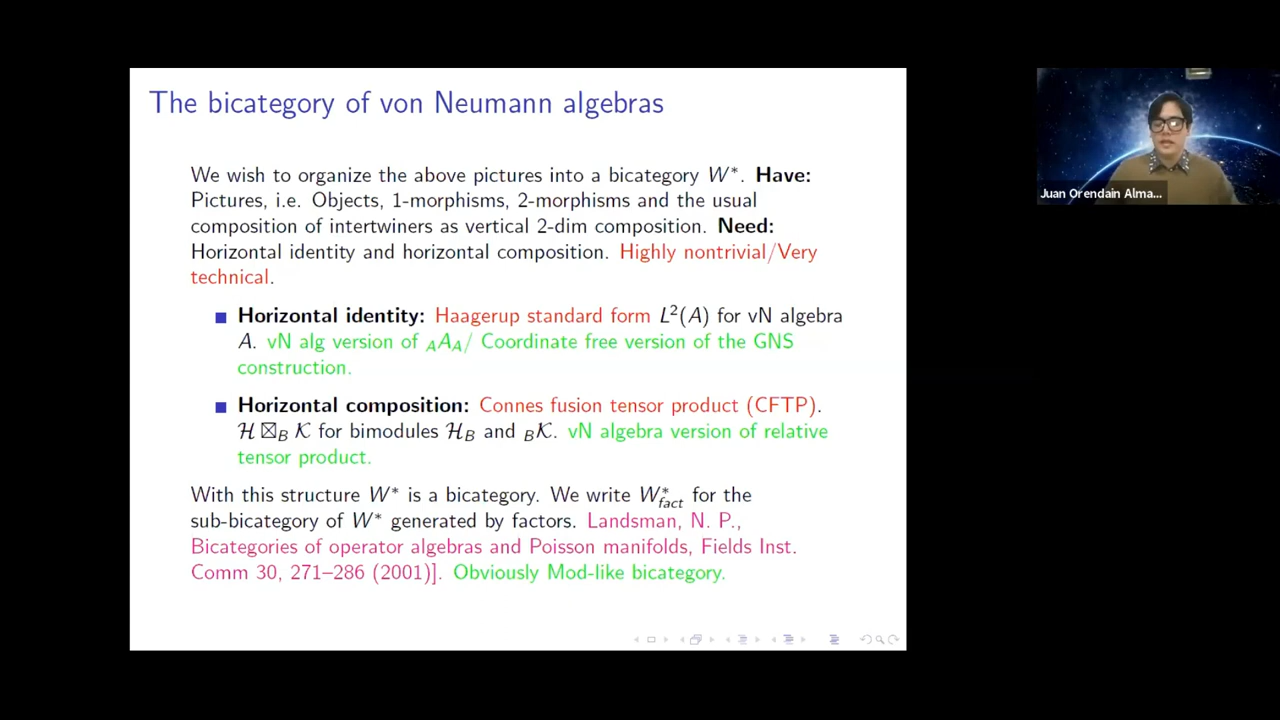 The bicategory of von Neumann algebras
We wish to organize the above pictures into a bicategory W*. Have:
Pictures, i.e. Objects, 1-morphisms, 2-morphisms and the usual
composition of intertwiners as vertical 2-dim composition. Need:
Horizontal identity and horizontal composition. Highly nontrivial/Very
technical.
Horizontal identity: Haagerup standard form L²(A) for vN algebra
A. vN alg version of _A A_A/ Coordinate free version of the GNS
construction.
Horizontal composition: Connes fusion tensor product (CFTP).
ℋ ⊠_B 𝒦 for bimodules ℋ_B and _B𝒦. vN algebra version of relative
tensor product.
With this structure W* is a bicategory. We write W*_fact for the
sub-bicategory of W* generated by factors. Landsman, N. P.,
Bicategories of operator algebras and Poisson manifolds, Fields Inst.
Comm 30, 271–286 (2001)]. Obviously Mod-like bicategory.
Juan Orendain Alma...